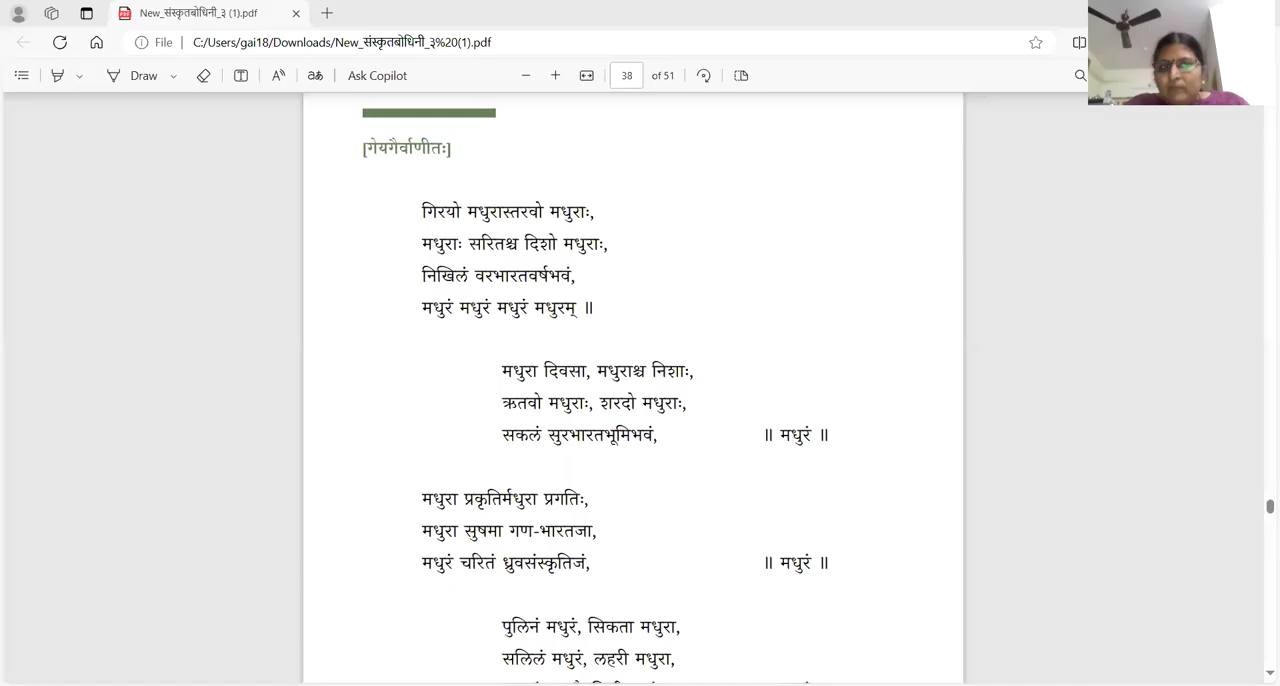 New_संस्कृतबोधिनी_३ (1).pdf
File | C:/Users/gai18/Downloads/New_संस्कृतबोधिनी_३%20(1).pdf
Draw
Ask Copilot
38 of 51
[गेयगैर्वाणीतः]
गिरयो मधुरास्तरवो मधुराः,
मधुराः सरितश्च दिशो मधुराः,
निखिलं वरभारतवर्षभवं,
मधुरं मधुरं मधुरं मधुरम् ॥
मधुरा दिवसा, मधुराश्च निशाः,
ऋतवो मधुराः, शरदो मधुराः,
सकलं सुरभारतभूमिभवं, ॥ मधुरं ॥
मधुरा प्रकृतिर्मधुरा प्रगतिः,
मधुरा सुषमा गण-भारतजा,
मधुरं चरितं ध्रुवसंस्कृतिजं, ॥ मधुरं ॥
पुलिनं मधुरं, सिकता मधुरा,
सलिलं मधुरं, लहरी मधुरा,